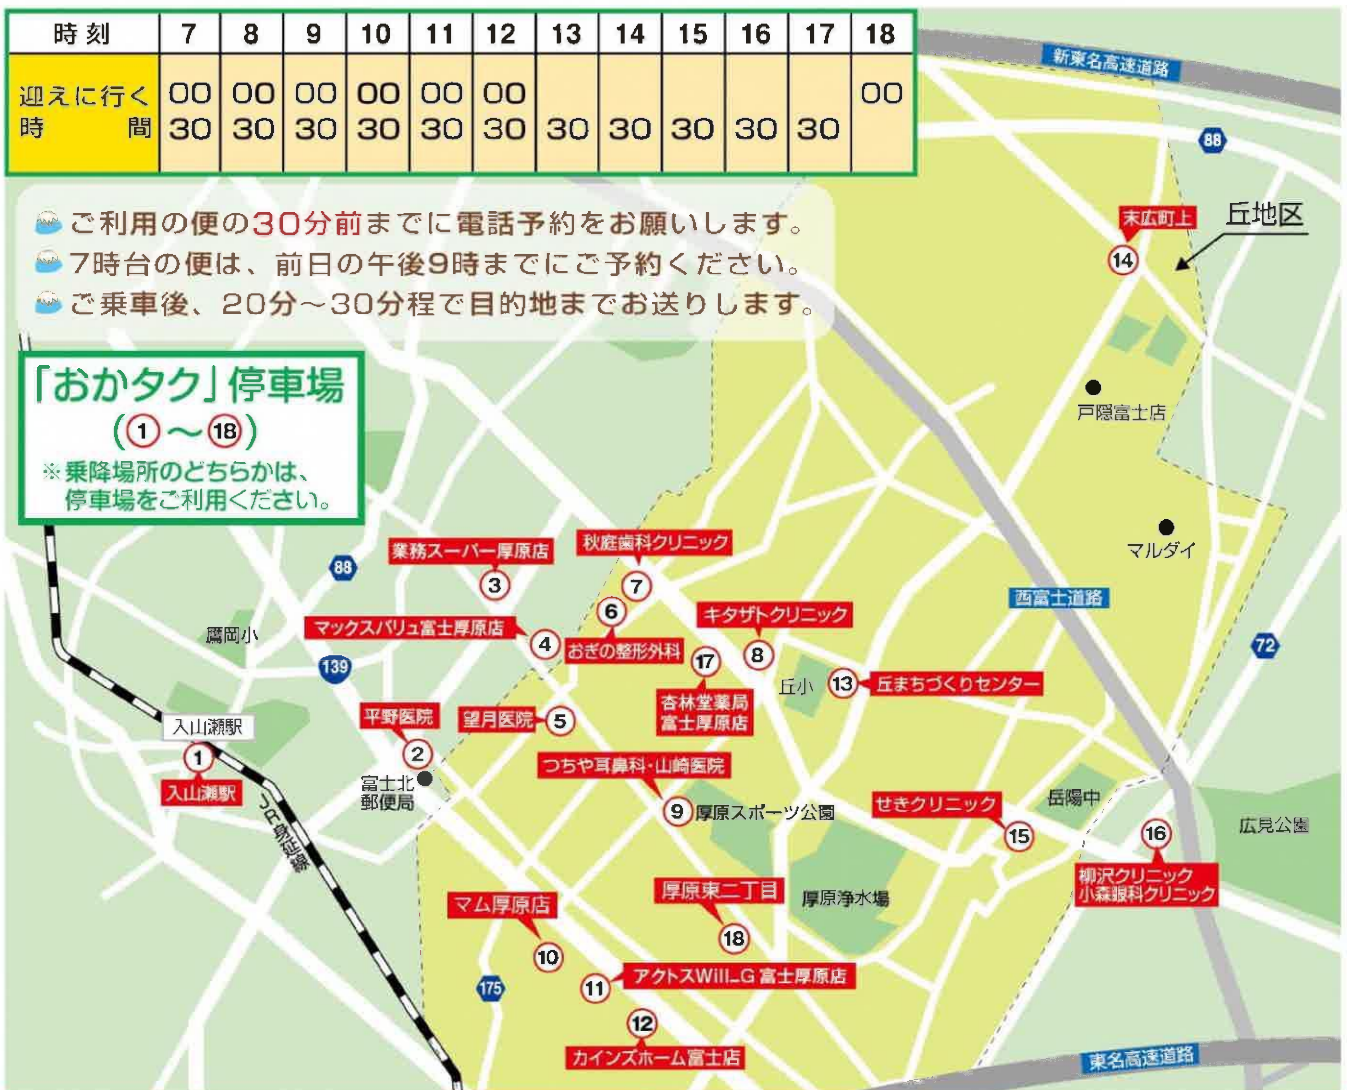 時刻 7 8 9 10 11 12 13 14 15 16 17 18
迎えに行く 00 00 00 00 00 00 00
時間 30 30 30 30 30 30 30 30 30 30 30
ご利用の便の30分前までに電話予約をお願いします。
7時台の便は、前日の午後9時までにご予約ください。
ご乗車後、20分～30分程で目的地までお送りします。
「おかタク」停車場
(①～⑱)
※乗降場所のどちらかは、
停車場をご利用ください。
新東名高速道路
88
末広町上
⑭
丘地区
戸隠富士店
マルダイ
西富士道路
72
業務スーパー厚原店
③
秋庭歯科クリニック
⑦
88
⑥
おぎの整形外科
マックスバリュ富士厚原店
④
キタザトクリニック
⑧
鷹岡小
139
⑰
杏林堂薬局
富士厚原店
丘小
⑬
丘まちづくりセンター
平野医院
②
望月医院
⑤
入山瀬駅
①
入山瀬駅
JR身延線
富士北
郵便局
つちや耳鼻科・山崎医院
⑨
厚原スポーツ公園
せきクリニック
⑮
岳陽中
⑯
柳沢クリニック
小森眼科クリニック
広見公園
厚原東二丁目
⑱
厚原浄水場
マム厚原店
⑩
175
⑪
アクトスWill_G 富士厚原店
⑫
カインズホーム富士店
東名高速道路